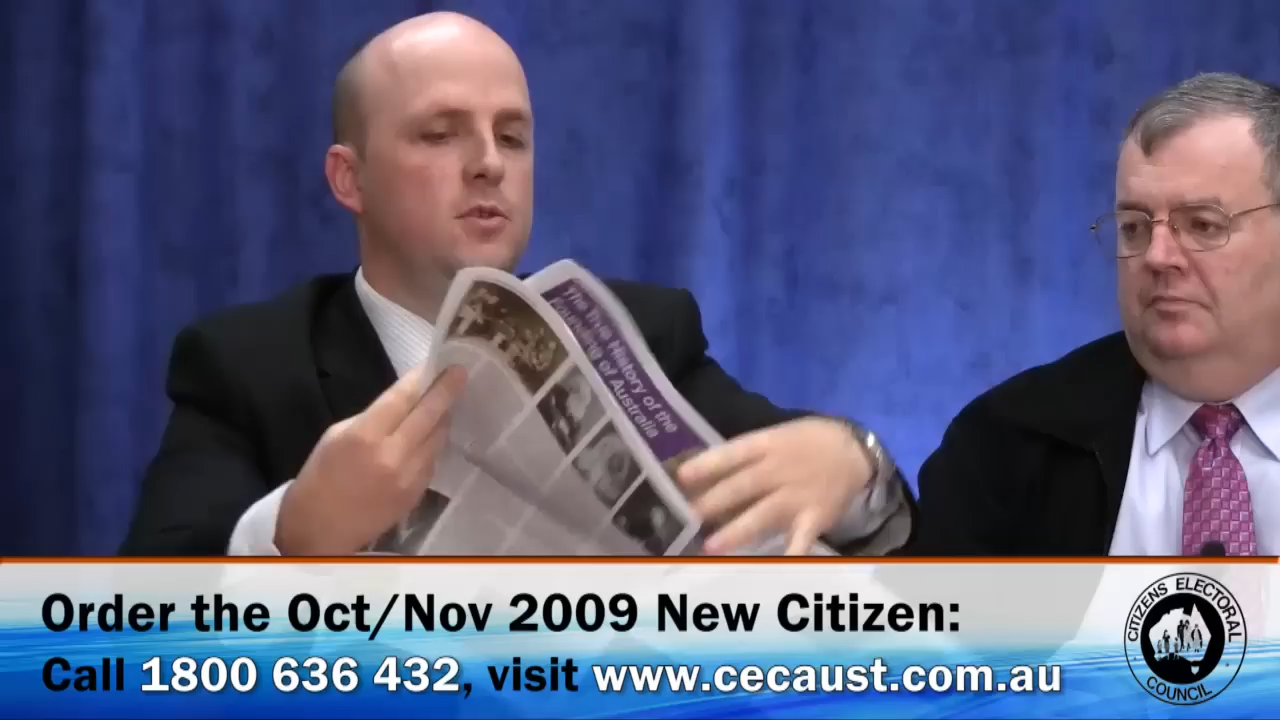 The True History of the
Founding of Australia
Order the Oct/Nov 2009 New Citizen:
Call 1800 636 432, visit www.cecaust.com.au
CITIZENS ELECTORAL
COUNCIL